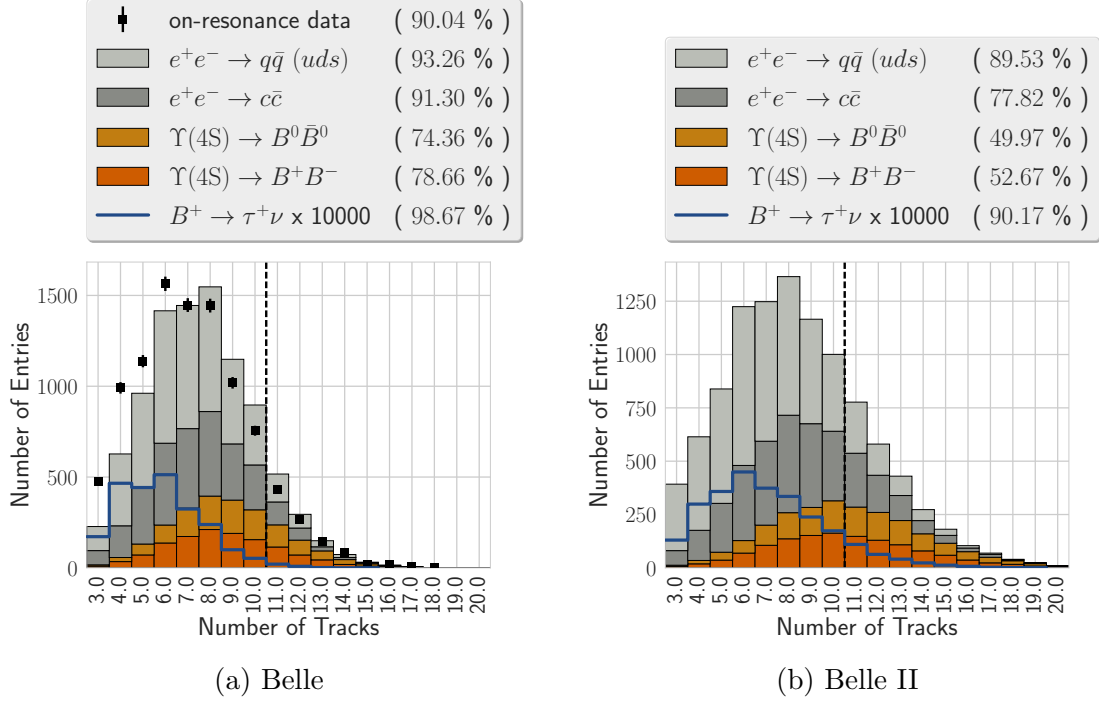 on-resonance data ( 90.04 % )
e⁺e⁻ → qq̄ (uds) ( 93.26 % )
e⁺e⁻ → cc̄ ( 91.30 % )
Υ(4S) → B⁰B̄⁰ ( 74.36 % )
Υ(4S) → B⁺B⁻ ( 78.66 % )
B⁺ → τ⁺ν x 10000 ( 98.67 % )
1500
1000
500
0
Number of Entries
3.0 4.0 5.0 6.0 7.0 8.0 9.0 10.0 11.0 12.0 13.0 14.0 15.0 16.0 17.0 18.0 19.0 20.0
Number of Tracks
(a) Belle
e⁺e⁻ → qq̄ (uds) ( 89.53 % )
e⁺e⁻ → cc̄ ( 77.82 % )
Υ(4S) → B⁰B̄⁰ ( 49.97 % )
Υ(4S) → B⁺B⁻ ( 52.67 % )
B⁺ → τ⁺ν x 10000 ( 90.17 % )
1250
1000
750
500
250
0
Number of Entries
3.0 4.0 5.0 6.0 7.0 8.0 9.0 10.0 11.0 12.0 13.0 14.0 15.0 16.0 17.0 18.0 19.0 20.0
Number of Tracks
(b) Belle II